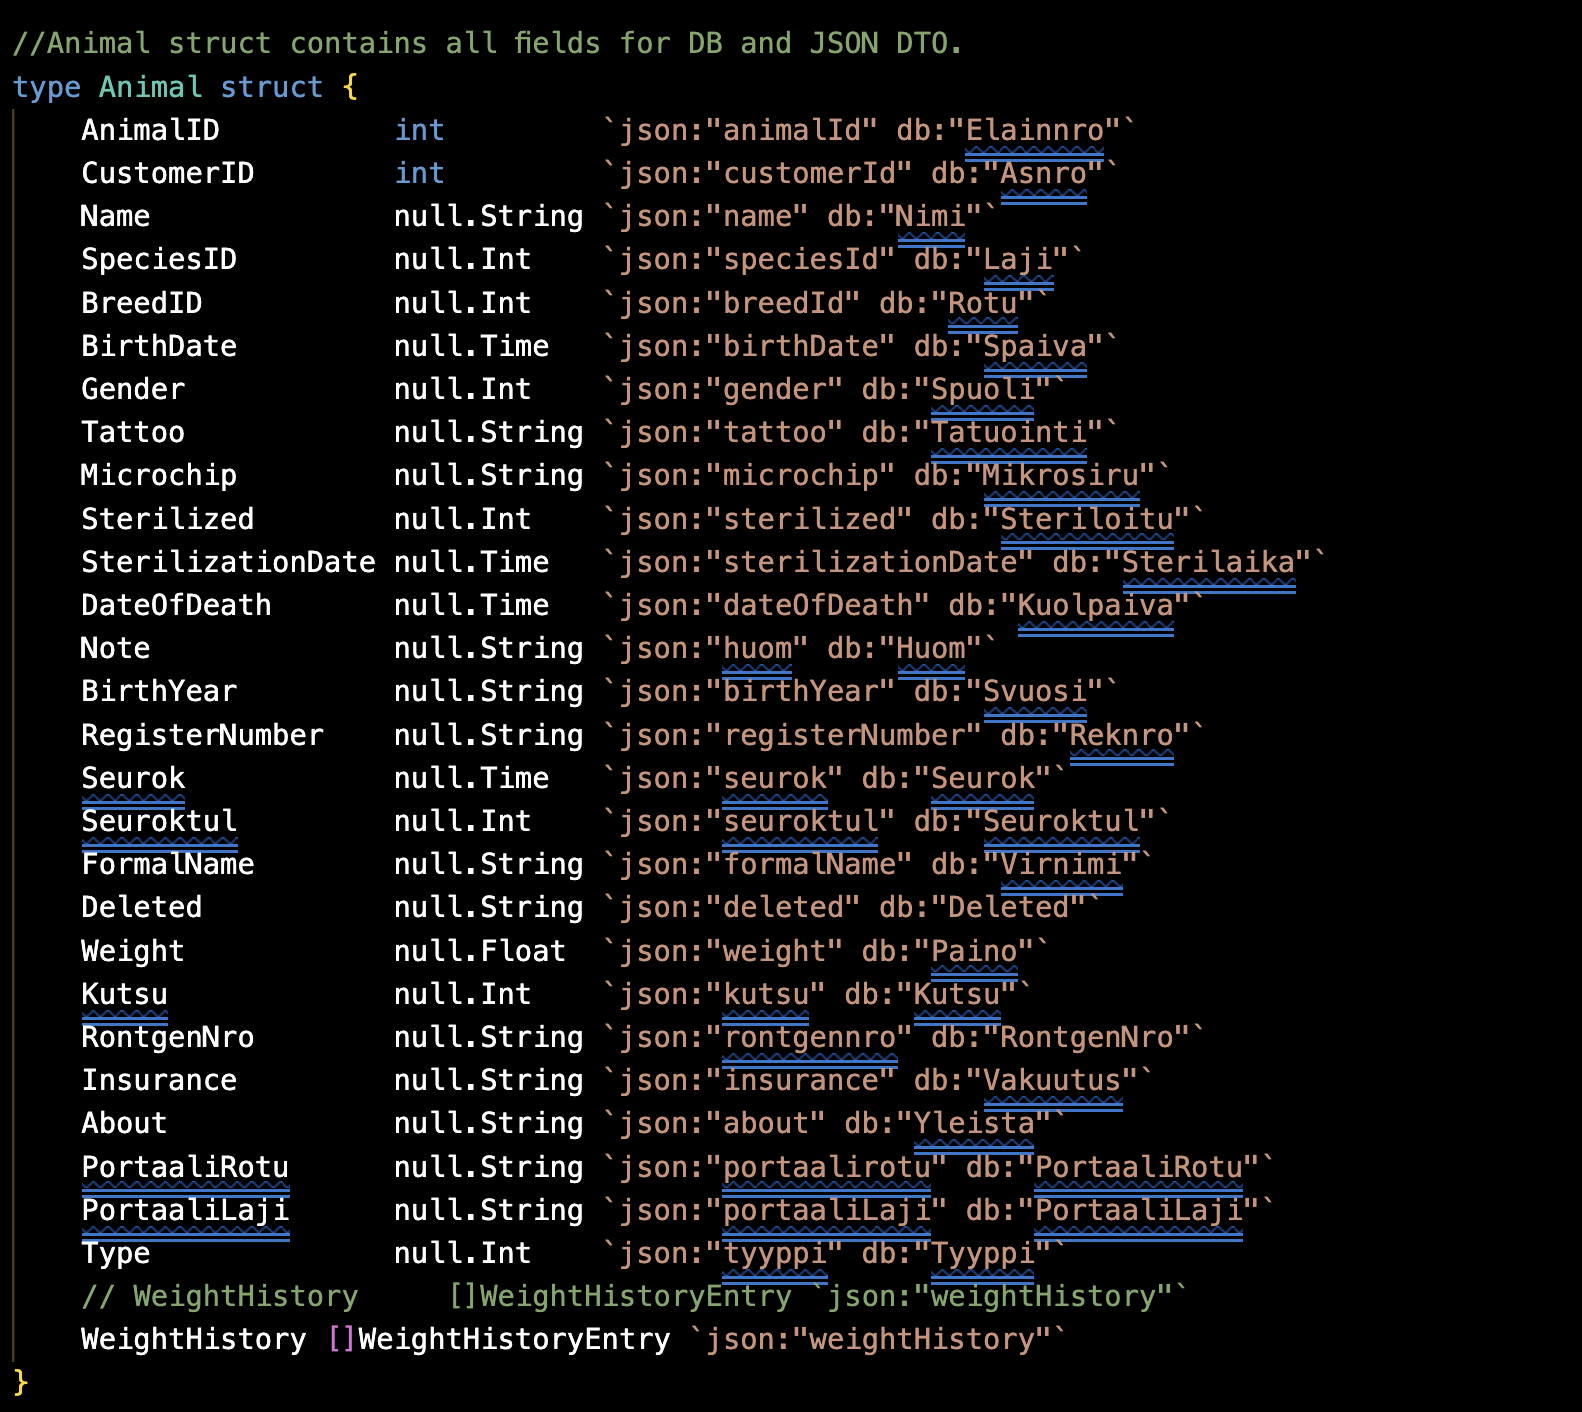 //Animal struct contains all fields for DB and JSON DTO.
type Animal struct {
AnimalID int `json:"animalId" db:"Elainnro"`
CustomerID int `json:"customerId" db:"Asnro"`
Name null.String `json:"name" db:"Nimi"`
SpeciesID null.Int `json:"speciesId" db:"Laji"`
BreedID null.Int `json:"breedId" db:"Rotu"`
BirthDate null.Time `json:"birthDate" db:"Spaiva"`
Gender null.Int `json:"gender" db:"Spuoli"`
Tattoo null.String `json:"tattoo" db:"Tatuointi"`
Microchip null.String `json:"microchip" db:"Mikrosiru"`
Sterilized null.Int `json:"sterilized" db:"Steriloitu"`
SterilizationDate null.Time `json:"sterilizationDate" db:"Sterilaika"`
DateOfDeath null.Time `json:"dateOfDeath" db:"Kuolpaiva"`
Note null.String `json:"huom" db:"Huom"`
BirthYear null.String `json:"birthYear" db:"Svuosi"`
RegisterNumber null.String `json:"registerNumber" db:"Reknro"`
Seurok null.Time `json:"seurok" db:"Seurok"`
Seuroktul null.Int `json:"seuroktul" db:"Seuroktul"`
FormalName null.String `json:"formalName" db:"Virnimi"`
Deleted null.String `json:"deleted" db:"Deleted"`
Weight null.Float `json:"weight" db:"Paino"`
Kutsu null.Int `json:"kutsu" db:"Kutsu"`
RontgenNro null.String `json:"rontgennro" db:"RontgenNro"`
Insurance null.String `json:"insurance" db:"Vakuutus"`
About null.String `json:"about" db:"Yleista"`
PortaaliRotu null.String `json:"portaalirotu" db:"PortaaliRotu"`
PortaaliLaji null.String `json:"portaaliLaji" db:"PortaaliLaji"`
Type null.Int `json:"tyyppi" db:"Tyyppi"`
// WeightHistory []WeightHistoryEntry `json:"weightHistory"`
WeightHistory []WeightHistoryEntry `json:"weightHistory"`
}